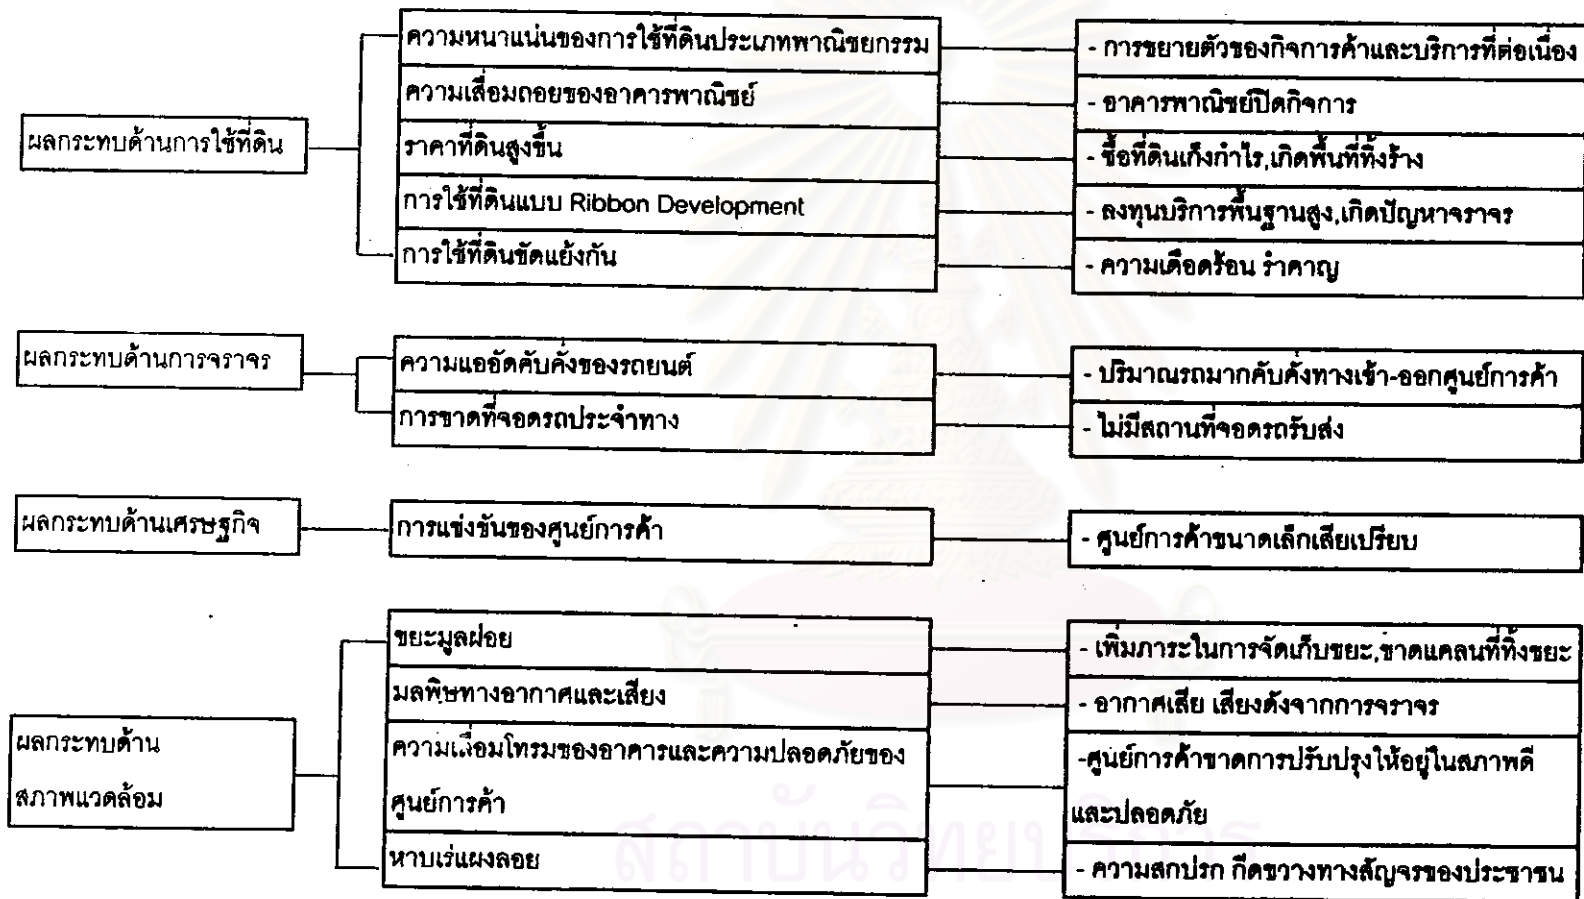 ผลกระทบด้านการใช้ที่ดิน
ความหนาแน่นของการใช้ที่ดินประเภทพาณิชยกรรม
- การขยายตัวของกิจการค้าและบริการที่ต่อเนื่อง
ความเสื่อมถอยของอาคารพาณิชย์
- อาคารพาณิชย์ปิดกิจการ
ราคาที่ดินสูงขึ้น
- ซื้อที่ดินเก็งกำไร,เกิดพื้นที่ทิ้งร้าง
การใช้ที่ดินแบบ Ribbon Development
- ลงทุนบริการพื้นฐานสูง,เกิดปัญหาจราจร
การใช้ที่ดินขัดแย้งกัน
- ความเดือดร้อน รำคาญ
ผลกระทบด้านการจราจร
ความแออัดคับคั่งของรถยนต์
- ปริมาณรถมากคับคั่งทางเข้า-ออกศูนย์การค้า
การขาดที่จอดรถประจำทาง
- ไม่มีสถานที่จอดรถรับส่ง
ผลกระทบด้านเศรษฐกิจ
การแข่งขันของศูนย์การค้า
- ศูนย์การค้าขนาดเล็กเสียเปรียบ
ผลกระทบด้าน
สภาพแวดล้อม
ขยะมูลฝอย
- เพิ่มภาระในการจัดเก็บขยะ,ขาดแคลนที่ทิ้งขยะ
มลพิษทางอากาศและเสียง
- อากาศเสีย เสียงดังจากการจราจร
ความเสื่อมโทรมของอาคารและความปลอดภัยของ
ศูนย์การค้า
-ศูนย์การค้าขาดการปรับปรุงให้อยู่ในสภาพดี
และปลอดภัย
หาบเร่แผงลอย
- ความสกปรก กีดขวางทางสัญจรของประชาชน
สถาบันวิทยบริการ